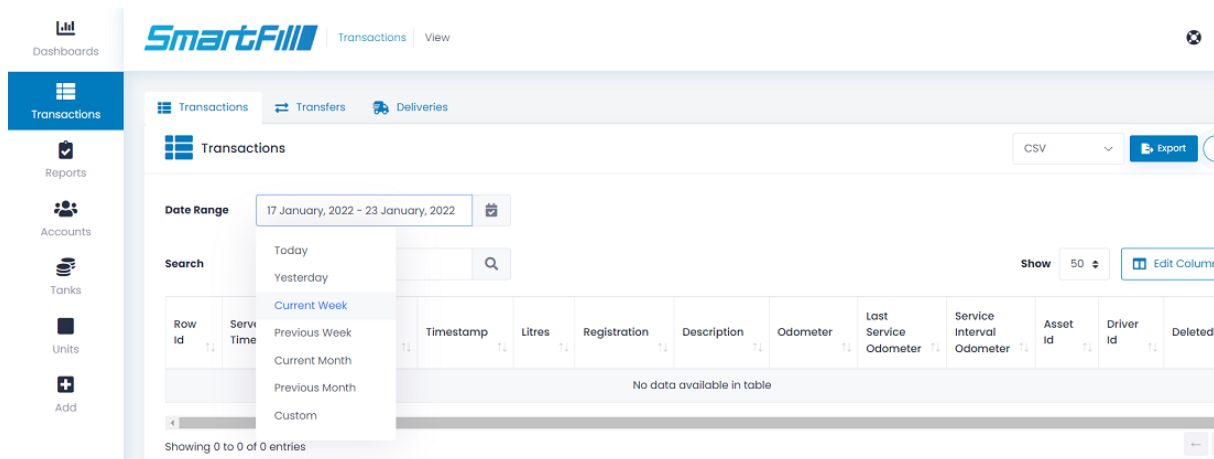 Dashboards
SmartFill
Transactions
View
Transactions
Reports
Accounts
Tanks
Units
Add
Transactions
Transfers
Deliveries
Transactions
CSV
Export
Date Range
17 January, 2022 - 23 January, 2022
Today
Yesterday
Current Week
Previous Week
Current Month
Previous Month
Custom
Search
Show
50
Edit Colum
Row
Id
Serve
Time
Timestamp
Litres
Registration
Description
Odometer
Last
Service
Odometer
Service
Interval
Odometer
Asset
Id
Driver
Id
Deleted
No data available in table
Showing 0 to 0 of 0 entries